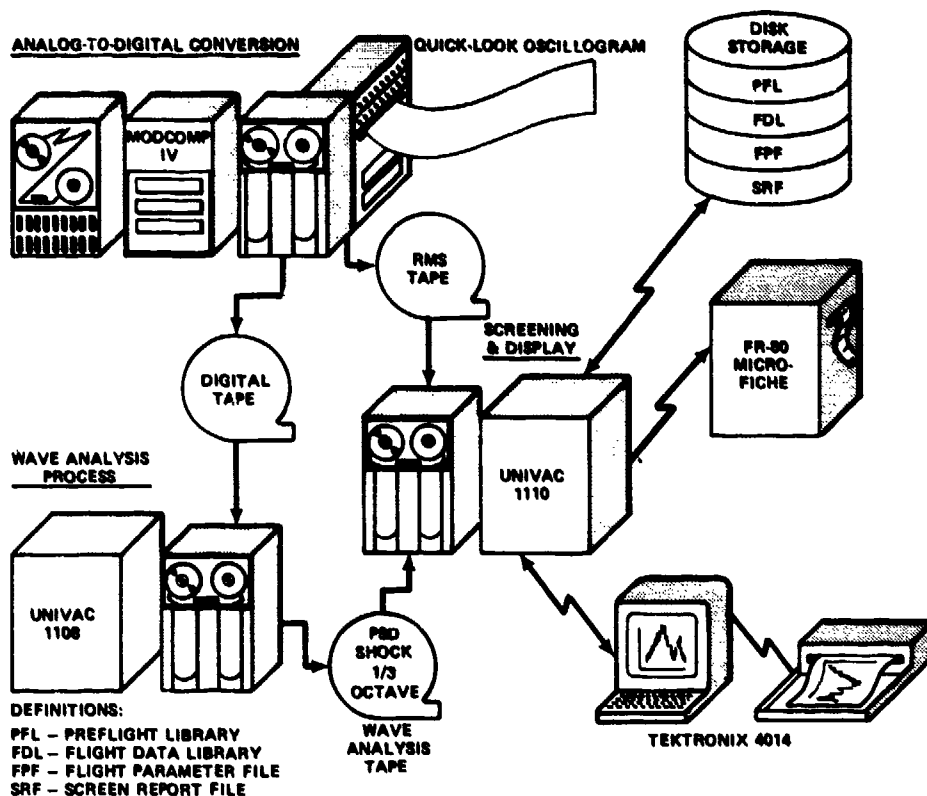 ANALOG-TO-DIGITAL CONVERSION
QUICK-LOOK OSCILLOGRAM
DISK
STORAGE
PFL
FDL
FPF
SRF
MODCOMP
IV
RMS
TAPE
SCREENING
& DISPLAY
FR-80
MICRO-
FICHE
DIGITAL
TAPE
WAVE ANALYSIS
PROCESS
UNIVAC
1110
UNIVAC
1108
PSD
SHOCK
1/3
OCTAVE
WAVE
ANALYSIS
TAPE
TEKTRONIX 4014
DEFINITIONS:
PFL – PREFLIGHT LIBRARY
FDL – FLIGHT DATA LIBRARY
FPF – FLIGHT PARAMETER FILE
SRF – SCREEN REPORT FILE